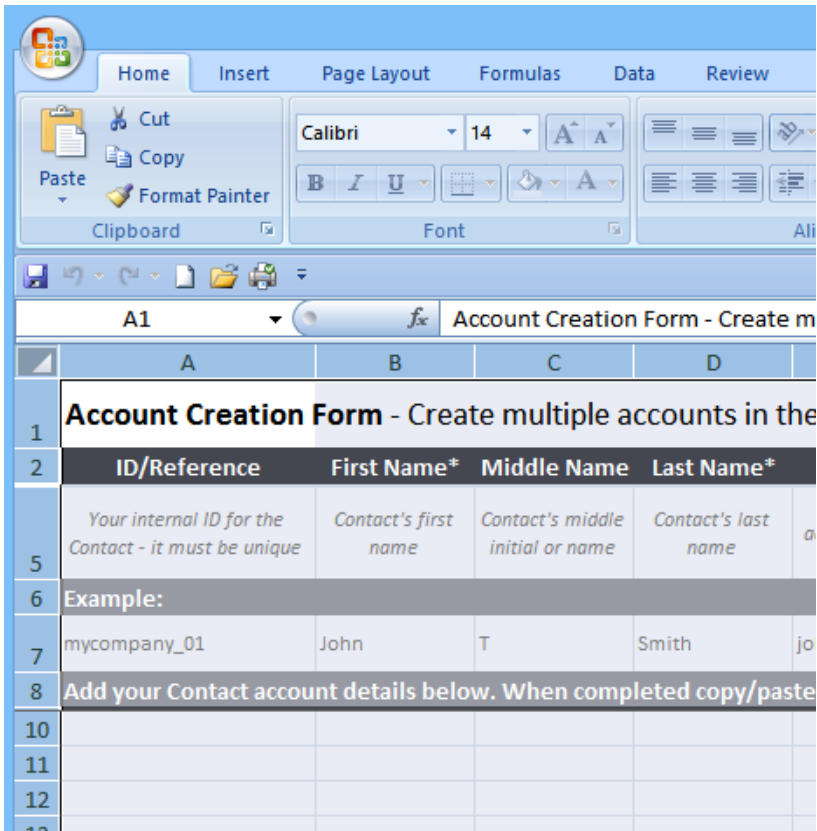 Home Insert Page Layout Formulas Data Review
Cut
Copy
Paste
Format Painter
Calibri 14 A A
B I U A
Clipboard Font Ali
A1 fx Account Creation Form - Create m
A B C D
1 Account Creation Form - Create multiple accounts in the
2 ID/Reference First Name* Middle Name Last Name*
Your internal ID for the Contact's first Contact's middle Contact's last
Contact - it must be unique name initial or name name
5
6 Example:
7 mycompany_01 John T Smith jo
8 Add your Contact account details below. When completed copy/paste
10
11
12